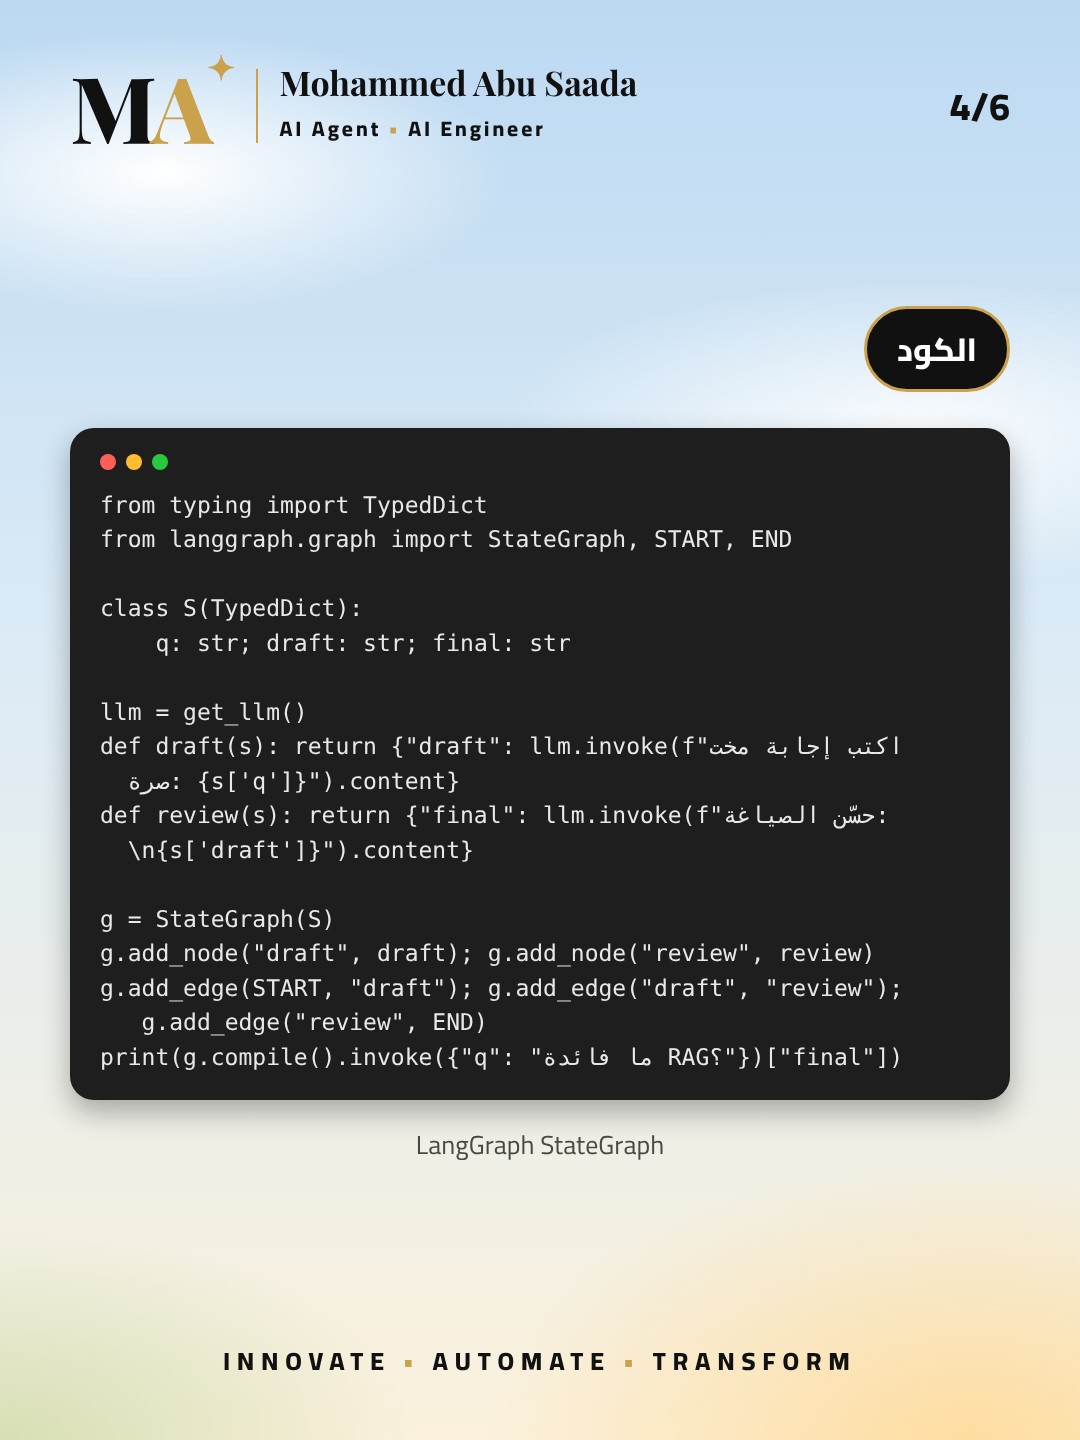 MA
Mohammed Abu Saada
AI Agent ▪ AI Engineer
4/6
الكود
from typing import TypedDict
from langgraph.graph import StateGraph, START, END
class S(TypedDict):
    q: str; draft: str; final: str
llm = get_llm()
def draft(s): return {"draft": llm.invoke(f"اكتب إجابة مخت
  صرة: {s['q']}").content}
def review(s): return {"final": llm.invoke(f"حسّن الصياغة:
  \n{s['draft']}").content}
g = StateGraph(S)
g.add_node("draft", draft); g.add_node("review", review)
g.add_edge(START, "draft"); g.add_edge("draft", "review");
   g.add_edge("review", END)
print(g.compile().invoke({"q": "ما فائدة RAG؟"})["final"])
LangGraph StateGraph
INNOVATE ▪ AUTOMATE ▪ TRANSFORM